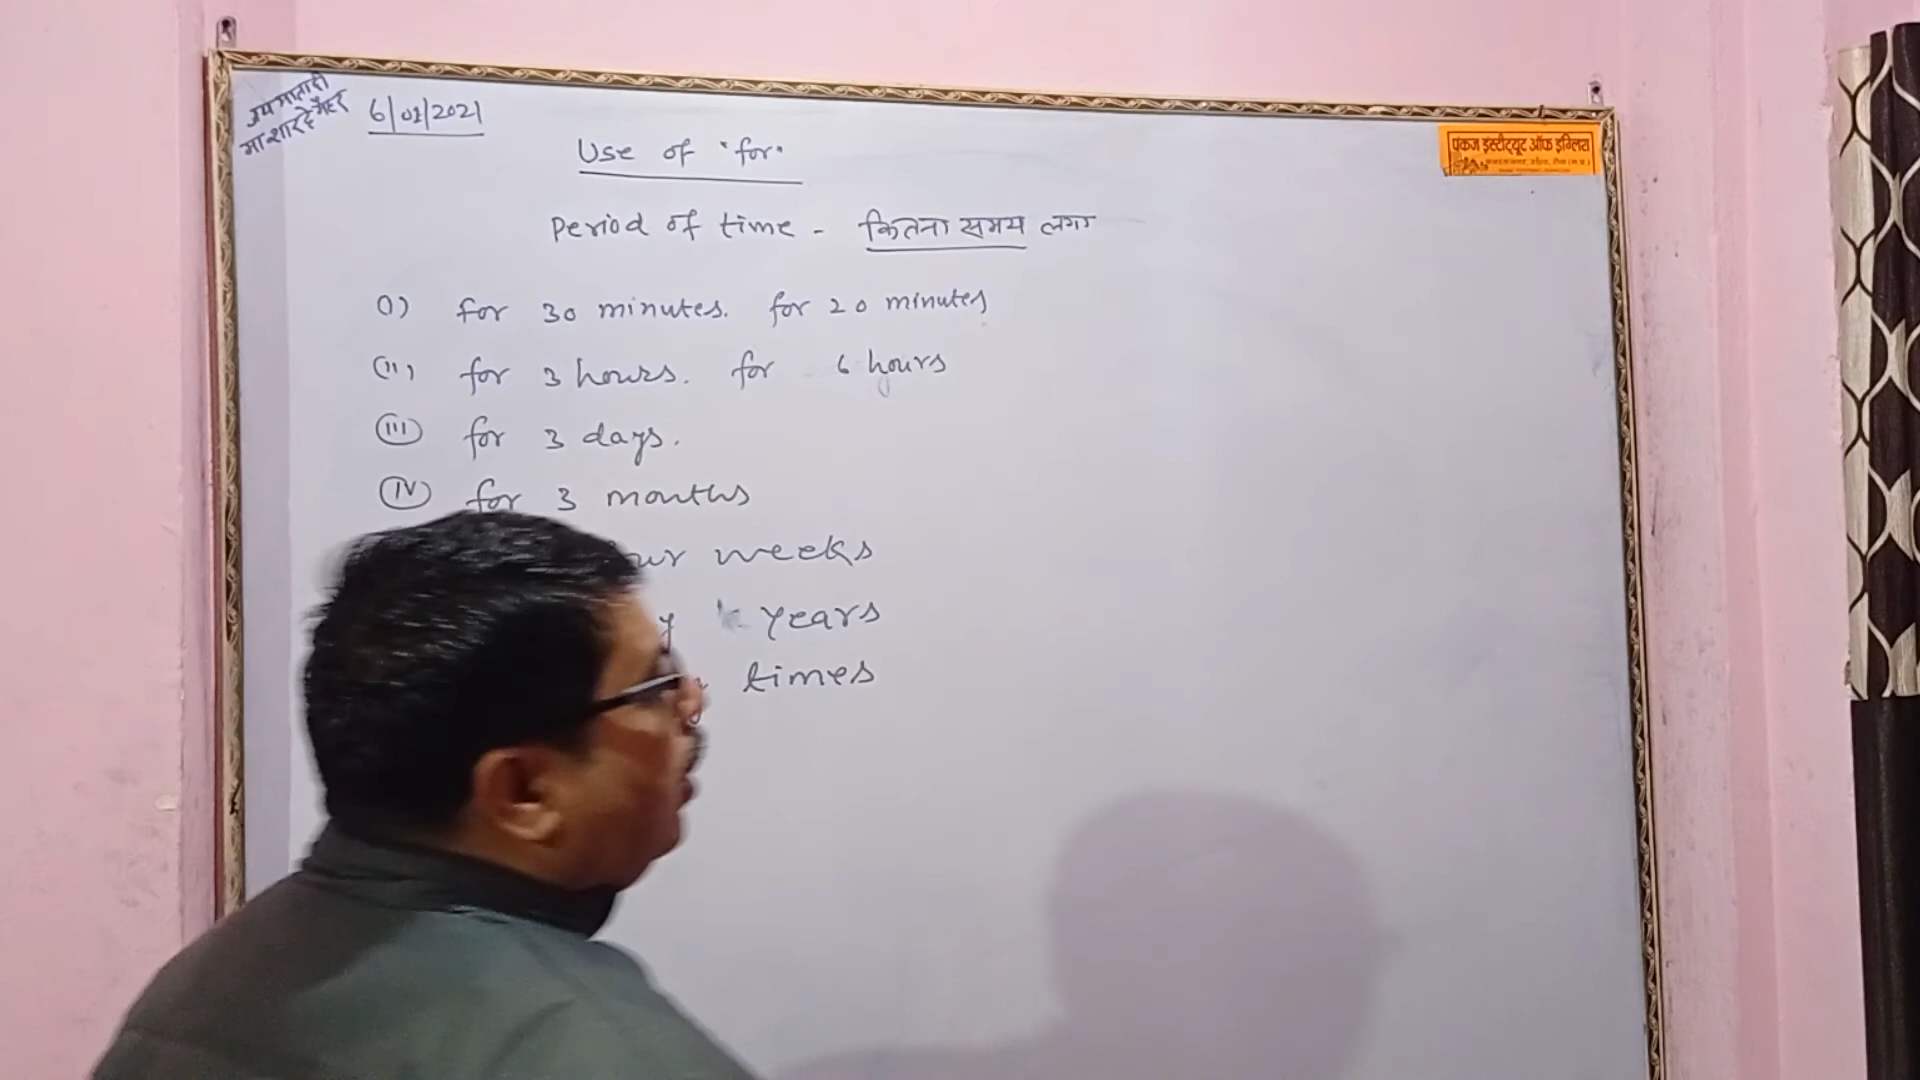 जय माता दी
मा शारदे मैहर
6/01/2021
Use of "for"
Period of time - कितना समय लगा
(I) for 30 minutes. for 20 minutes
(II) for 3 hours. for 6 hours
(III) for 3 days.
(IV) for 3 months
weeks
years
times
पंकज इंस्टीट्यूट ऑफ इंग्लिश